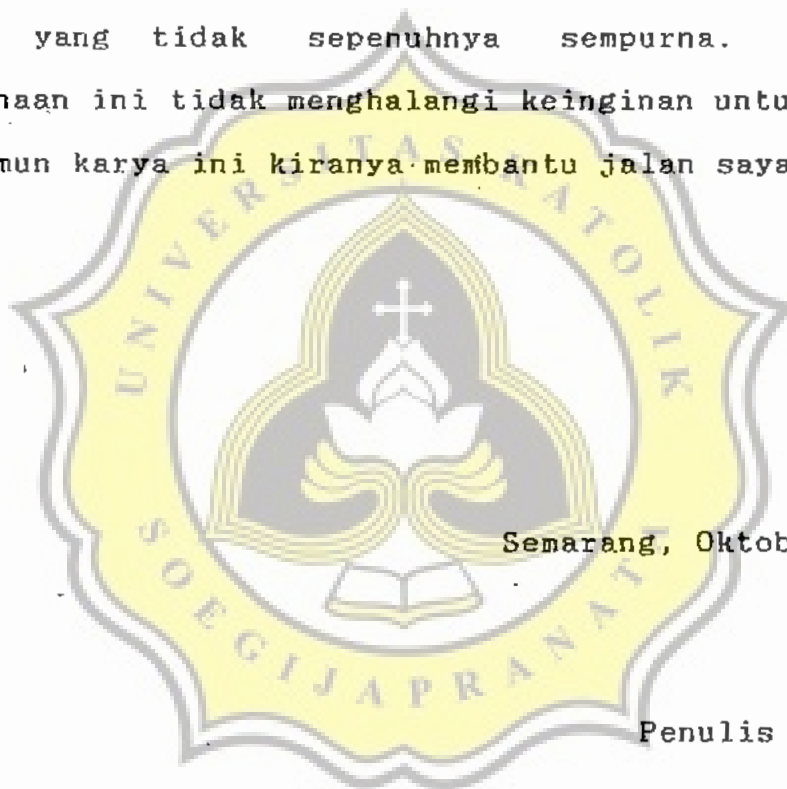 yang tidak sepenuhnya sempurna.
naan ini tidak menghalangi keinginan untu
mun karya ini kiranya membantu jalan saya
UNIVERSITAS KATOLIK
SOEGIJAPRANATA
Semarang, Oktob
Penulis